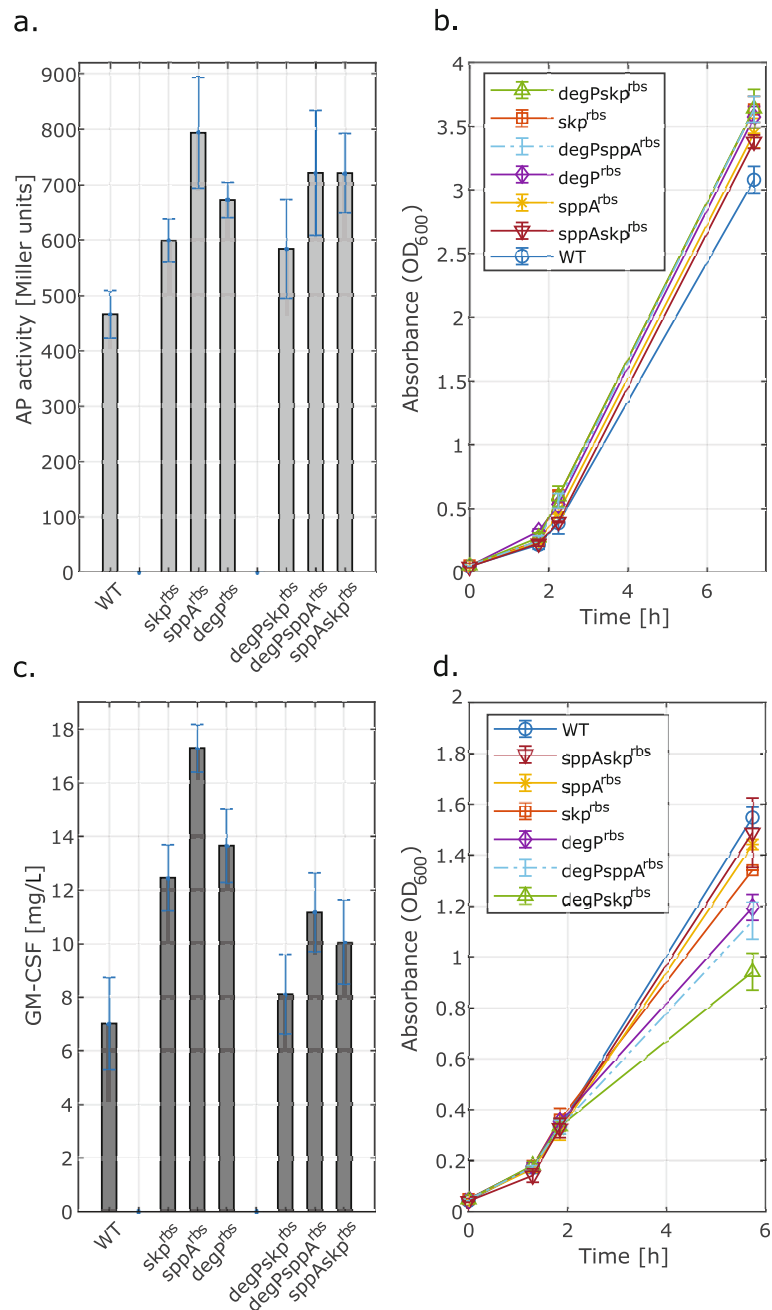 a.
AP activity [Miller units]
900
800
700
600
500
400
300
200
100
0
WT
skp^rbs
sppA^rbs
degP^rbs
degPskp^rbs
degPsppA^rbs
sppAskp^rbs
b.
Absorbance (OD_600)
4
3.5
3
2.5
2
1.5
1
0.5
0
degPskp^rbs
skp^rbs
degPsppA^rbs
degP^rbs
sppA^rbs
sppAskp^rbs
WT
0 2 4 6
Time [h]
c.
GM-CSF [mg/L]
18
16
14
12
10
8
6
4
2
0
WT
skp^rbs
sppA^rbs
degP^rbs
degPskp^rbs
degPsppA^rbs
sppAskp^rbs
d.
Absorbance (OD_600)
2
1.8
1.6
1.4
1.2
1
0.8
0.6
0.4
0.2
0
WT
sppAskp^rbs
sppA^rbs
skp^rbs
degP^rbs
degPsppA^rbs
degPskp^rbs
0 2 4 6
Time [h]